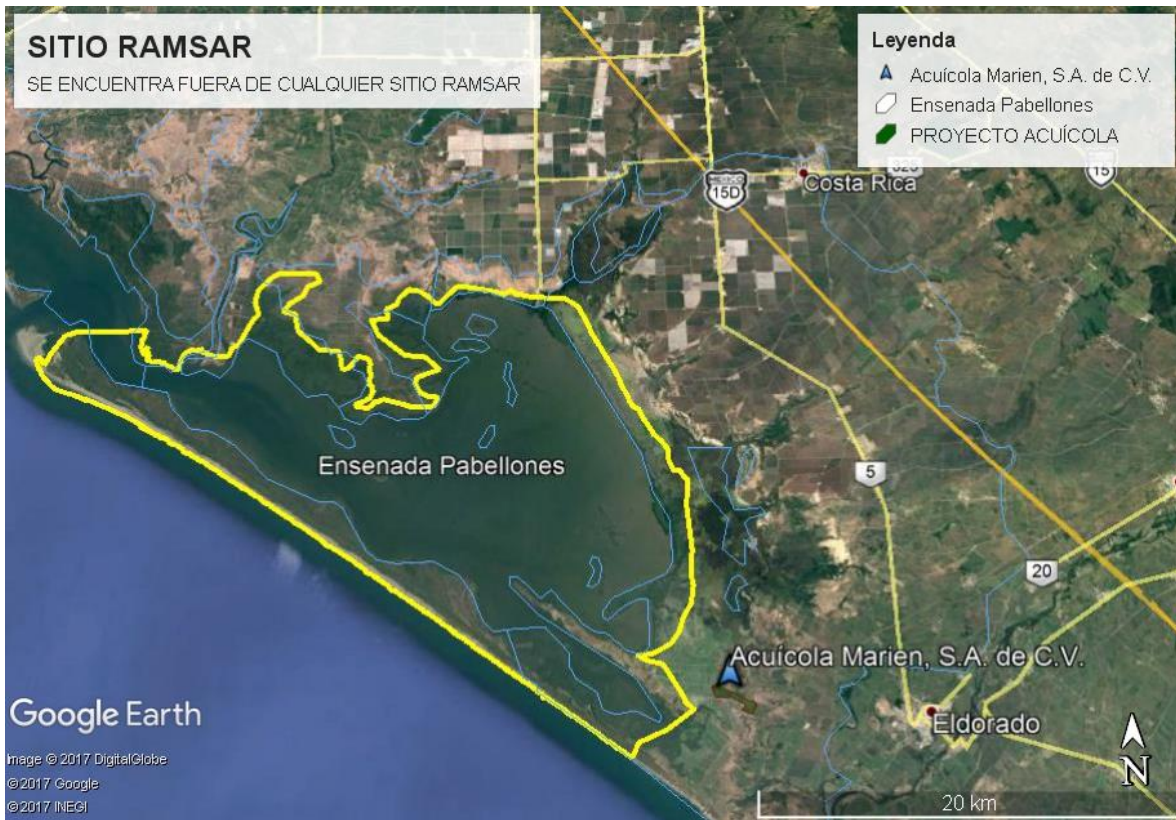 SITIO RAMSAR
SE ENCUENTRA FUERA DE CUALQUIER SITIO RAMSAR
Leyenda
Acuícola Marien, S.A. de C.V.
Ensenada Pabellones
PROYECTO ACUÍCOLA
MEXICO
15D
Costa Rica
825
15
Ensenada Pabellones
5
20
Acuícola Marien, S.A. de C.V.
Eldorado
Google Earth
Image © 2017 DigitalGlobe
© 2017 Google
© 2017 INEGI
N
20 km